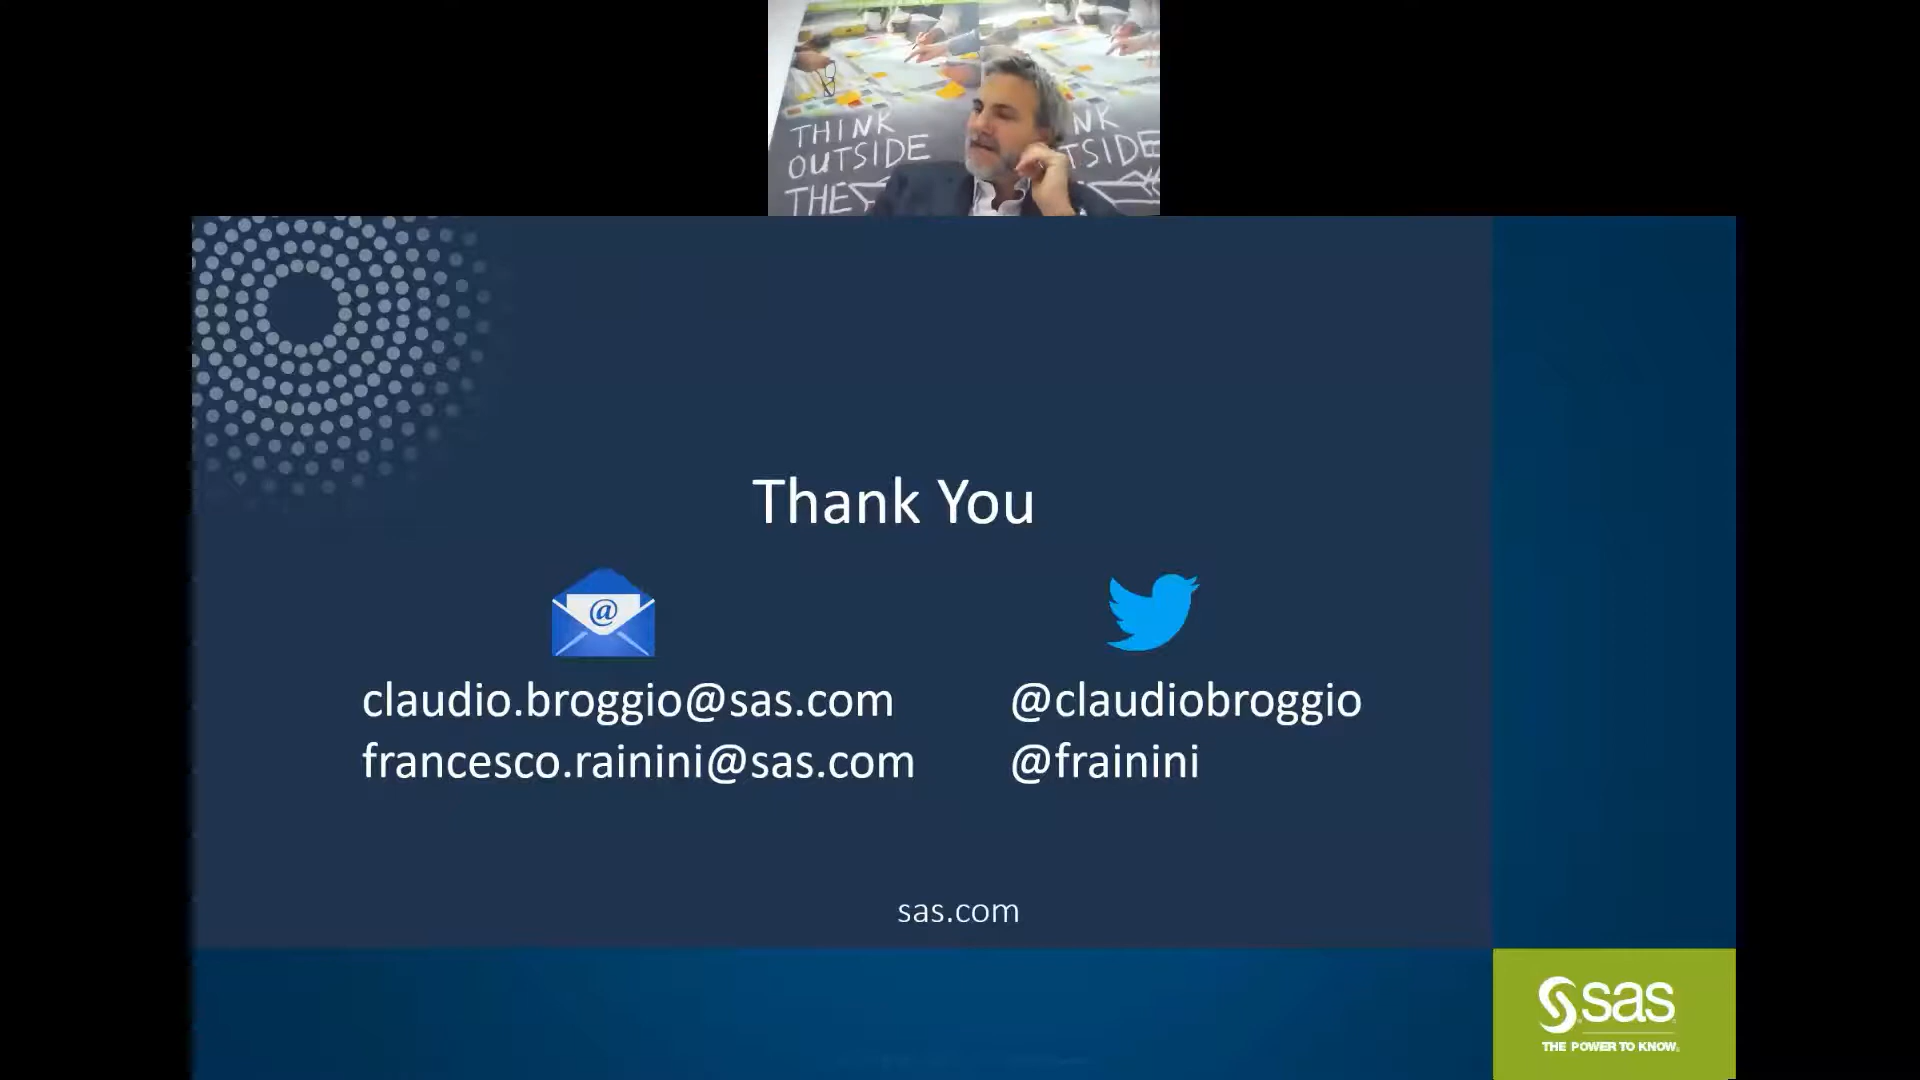 THINK
OUTSIDE
THE
NK
TSIDE
Thank You
@
claudio.broggio@sas.com
@claudiobroggio
francesco.rainini@sas.com
@frainini
sas.com
sas
THE POWER TO KNOW.